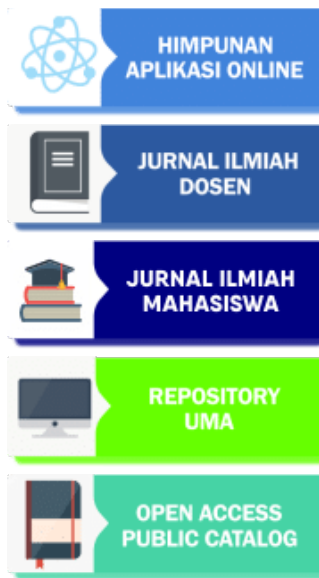 HIMPUNAN
APLIKASI ONLINE
JURNAL ILMIAH
DOSEN
JURNAL ILMIAH
MAHASISWA
REPOSITORY
UMA
OPEN ACCESS
PUBLIC CATALOG